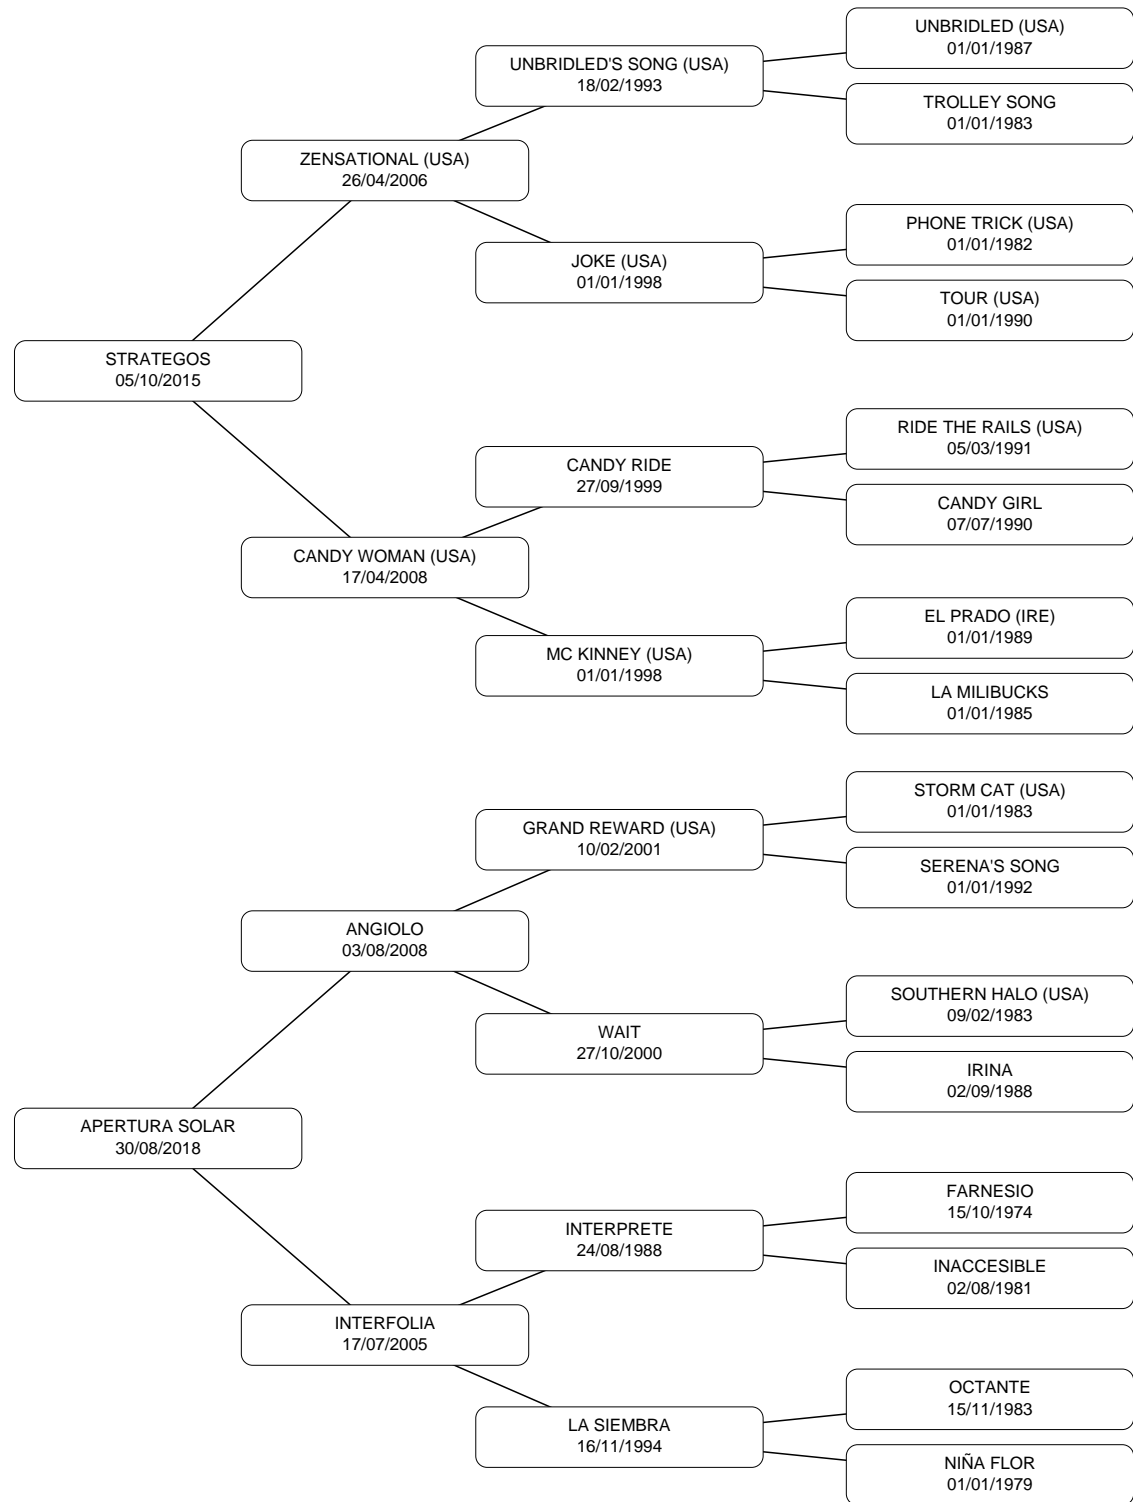 UNBRIDLED (USA)
01/01/1987
UNBRIDLED'S SONG (USA)
18/02/1993
TROLLEY SONG
01/01/1983
ZENSATIONAL (USA)
26/04/2006
PHONE TRICK (USA)
01/01/1982
JOKE (USA)
01/01/1998
TOUR (USA)
01/01/1990
STRATEGOS
05/10/2015
RIDE THE RAILS (USA)
05/03/1991
CANDY RIDE
27/09/1999
CANDY GIRL
07/07/1990
CANDY WOMAN (USA)
17/04/2008
EL PRADO (IRE)
01/01/1989
MC KINNEY (USA)
01/01/1998
LA MILIBUCKS
01/01/1985
STORM CAT (USA)
01/01/1983
GRAND REWARD (USA)
10/02/2001
SERENA'S SONG
01/01/1992
ANGIOLO
03/08/2008
SOUTHERN HALO (USA)
09/02/1983
WAIT
27/10/2000
IRINA
02/09/1988
APERTURA SOLAR
30/08/2018
FARNESIO
15/10/1974
INTERPRETE
24/08/1988
INACCESIBLE
02/08/1981
INTERFOLIA
17/07/2005
OCTANTE
15/11/1983
LA SIEMBRA
16/11/1994
NIÑA FLOR
01/01/1979